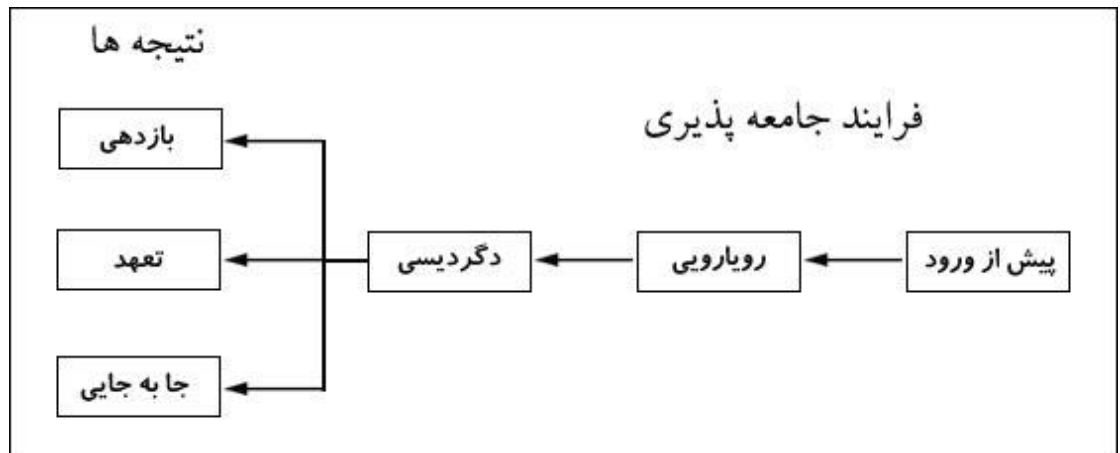 نتیجه ها
فرایند جامعه پذیری
پیش از ورود
رویارویی
دگردیسی
بازدهی
تعهد
جا به جایی